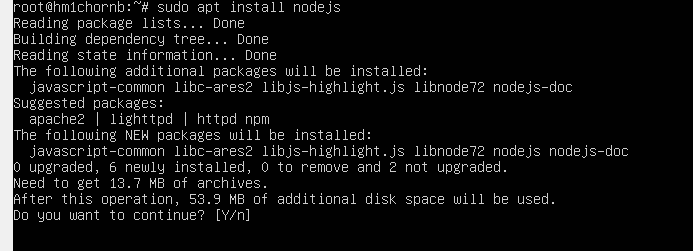 root@hm1chornb:~# sudo apt install nodejs
Reading package lists... Done
Building dependency tree... Done
Reading state information... Done
The following additional packages will be installed:
  javascript-common libc-ares2 libjs-highlight.js libnode72 nodejs-doc
Suggested packages:
  apache2 | lighttpd | httpd npm
The following NEW packages will be installed:
  javascript-common libc-ares2 libjs-highlight.js libnode72 nodejs nodejs-doc
0 upgraded, 6 newly installed, 0 to remove and 2 not upgraded.
Need to get 13.7 MB of archives.
After this operation, 53.9 MB of additional disk space will be used.
Do you want to continue? [Y/n]